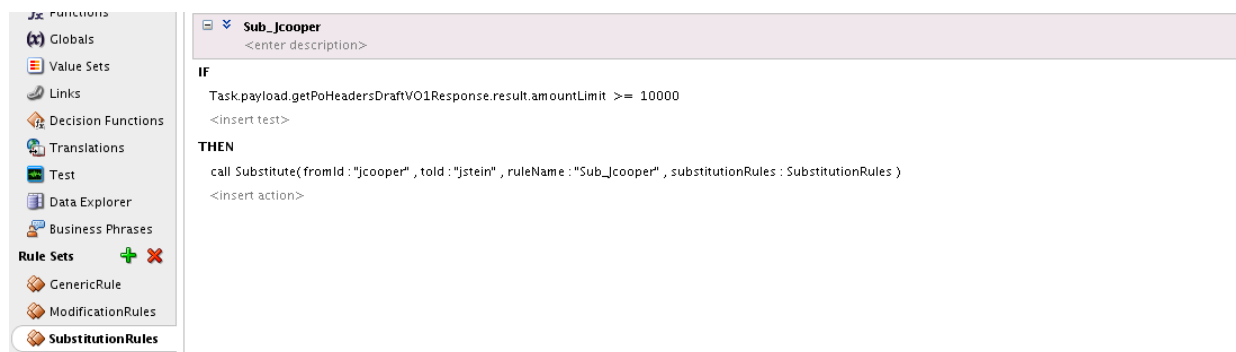 Functions
(x) Globals
Value Sets
Links
Decision Functions
Translations
Test
Data Explorer
Business Phrases
Rule Sets
GenericRule
ModificationRules
SubstitutionRules
Sub_Jcooper
<enter description>
IF
Task.payload.getPoHeadersDraftVO1Response.result.amountLimit >= 10000
<insert test>
THEN
call Substitute( fromId : "jcooper" , toId : "jstein" , ruleName : "Sub_Jcooper" , substitutionRules : SubstitutionRules )
<insert action>